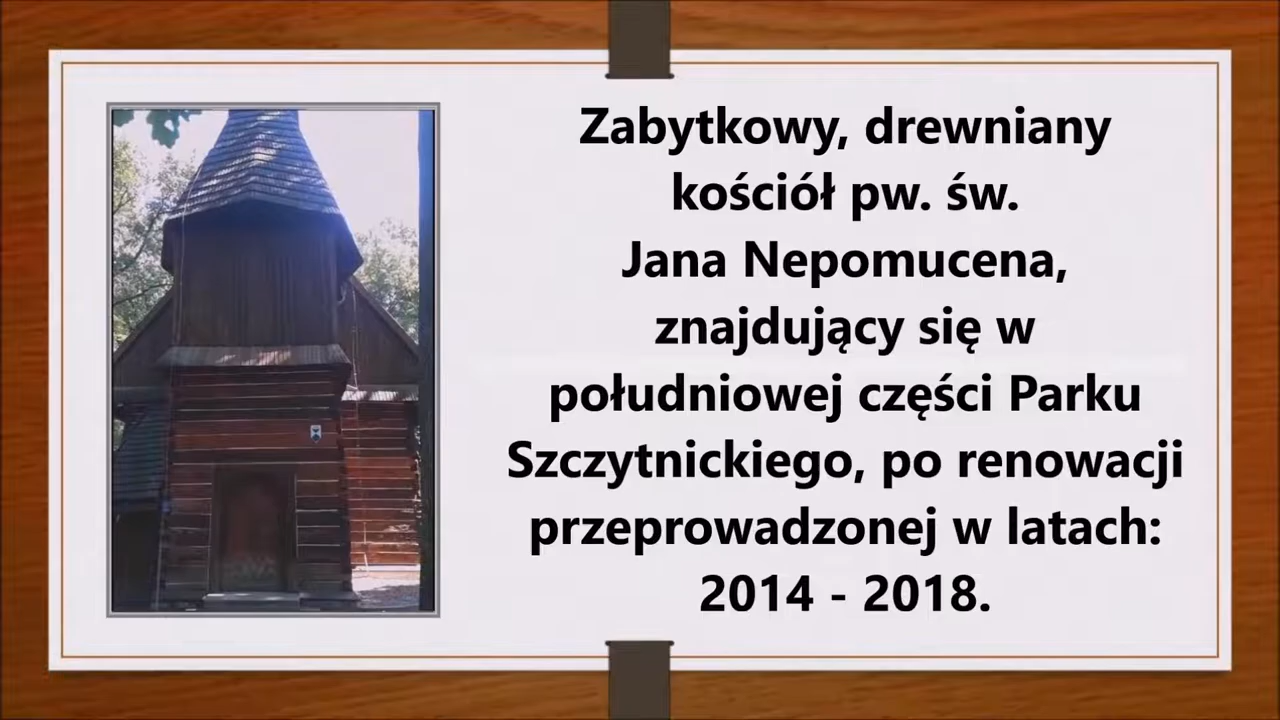 Zabytkowy, drewniany
kościół pw. św.
Jana Nepomucena,
znajdujący się w
południowej części Parku
Szczytnickiego, po renowacji
przeprowadzonej w latach:
2014 - 2018.